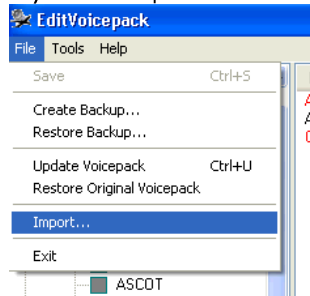 EditVoicepack
File Tools Help
Save Ctrl+S
Create Backup...
Restore Backup...
Update Voicepack Ctrl+U
Restore Original Voicepack
Import...
Exit
ASCOT